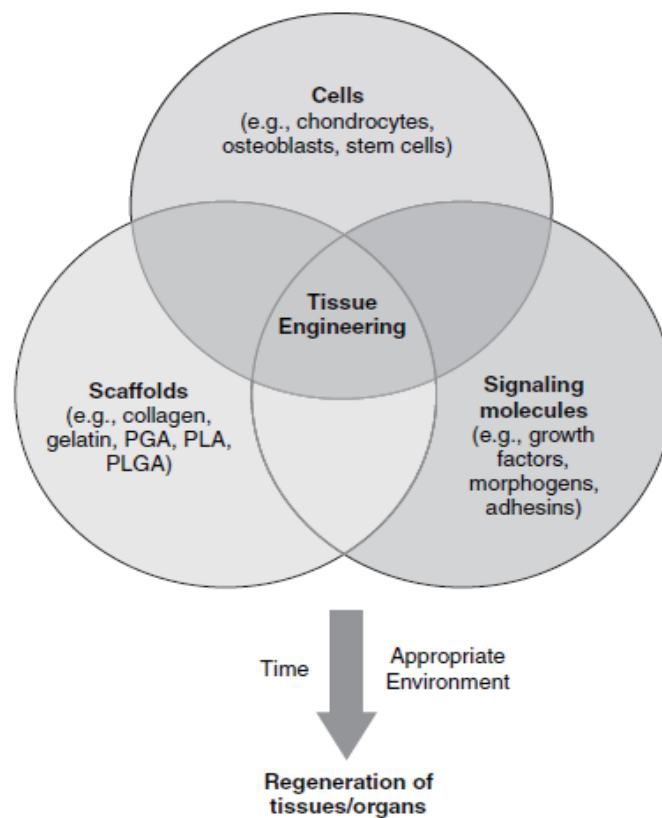 Cells
(e.g., chondrocytes,
osteoblasts, stem cells)
Tissue
Engineering
Scaffolds
(e.g., collagen,
gelatin, PGA, PLA,
PLGA)
Signaling
molecules
(e.g., growth
factors,
morphogens,
adhesins)
Time
Appropriate
Environment
Regeneration of
tissues/organs